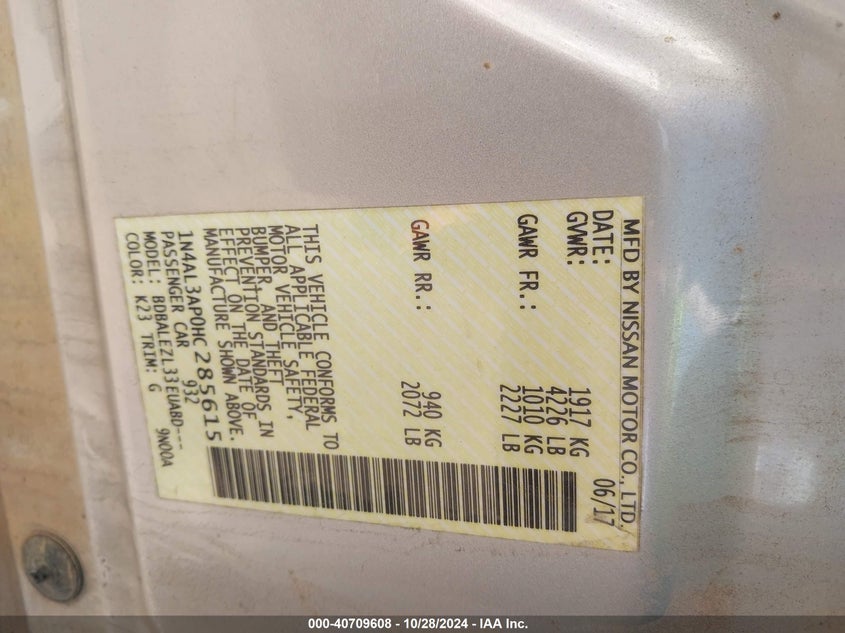 MFD BY NISSAN MOTOR CO., LTD.
DATE: 06/17
GVWR: 1917 KG
4226 LB
GAWR FR.: 1010 KG
2227 LB
GAWR RR.: 940 KG
2072 LB
THIS VEHICLE CONFORMS TO
ALL APPLICABLE FEDERAL
MOTOR VEHICLE SAFETY,
BUMPER AND THEFT
PREVENTION STANDARDS IN
EFFECT ON THE DATE OF
MANUFACTURE SHOWN ABOVE.
1N4AL3AP0HC285615
PASSENGER CAR 932
MODEL: BDBALEZL33EUABD--- 9N00A
COLOR: K23 TRIM: G
000-40709608 - 10/28/2024 - IAA Inc.